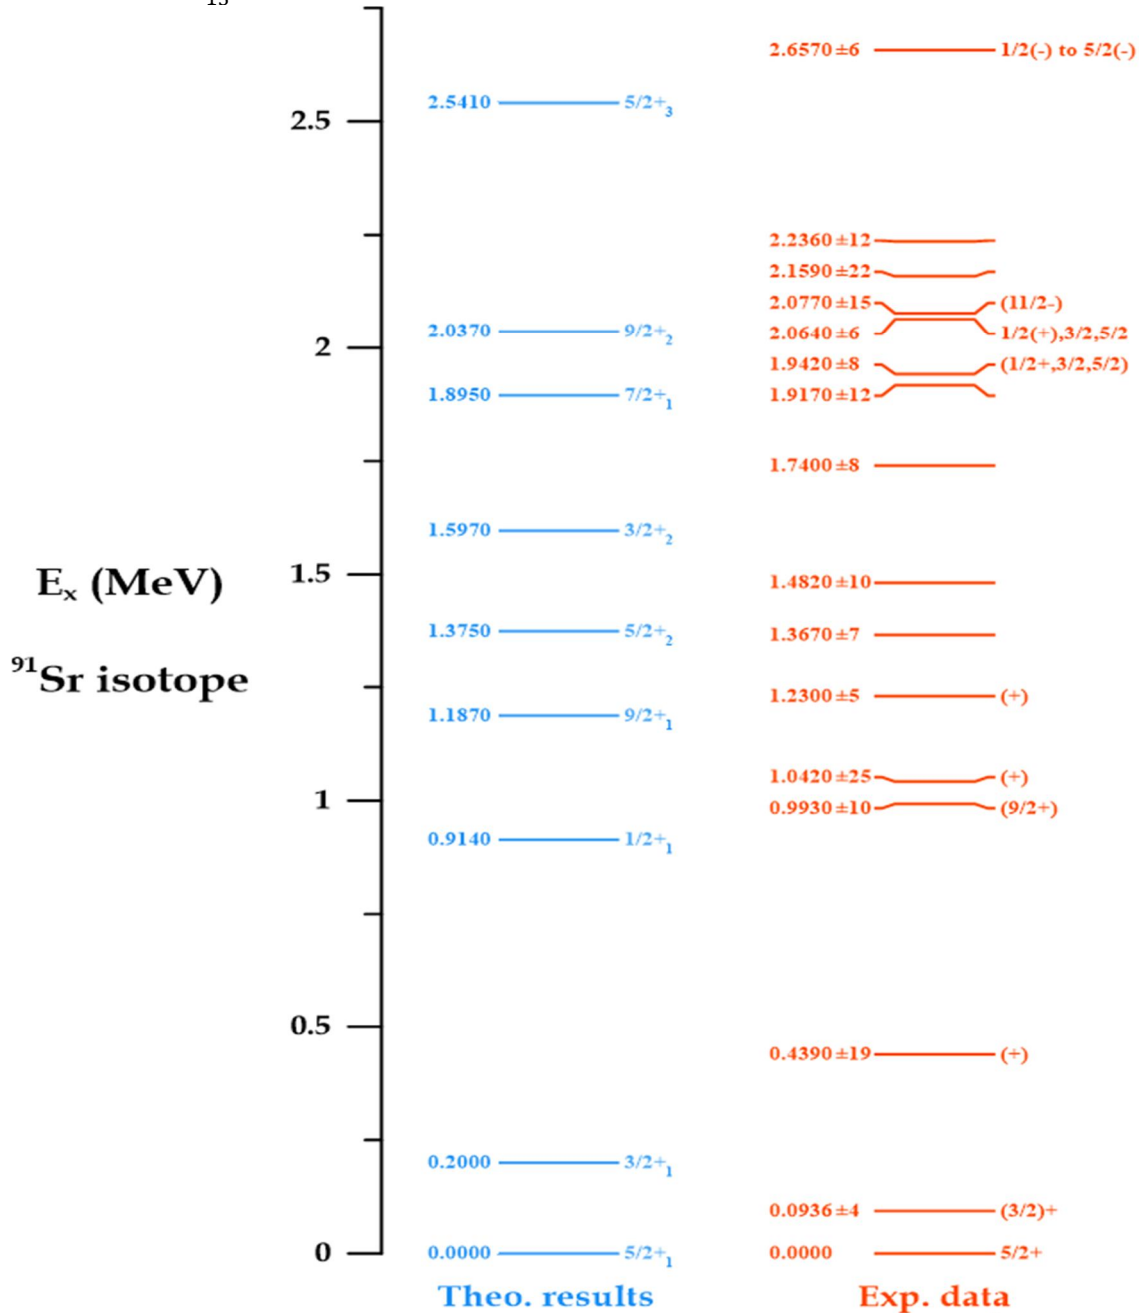 15
2.6570 ±6 1/2(-) to 5/2(-)
2.5410 5/2+3
2.5
2.2360 ±12
2.1590 ±22
2.0770 ±15 (11/2-)
2.0370 9/2+2
2.0640 ±6 1/2(+),3/2,5/2
2
1.9420 ±8 (1/2+,3/2,5/2)
1.8950 7/2+1
1.9170 ±12
1.7400 ±8
1.5970 3/2+2
Ex (MeV)
1.5
1.4820 ±10
1.3750 5/2+2
1.3670 ±7
91Sr isotope
1.2300 ±5 (+)
1.1870 9/2+1
1.0420 ±25 (+)
1
0.9930 ±10 (9/2+)
0.9140 1/2+1
0.5
0.4390 ±19 (+)
0.2000 3/2+1
0.0936 ±4 (3/2)+
0
0.0000 5/2+1
0.0000 5/2+
Theo. results
Exp. data